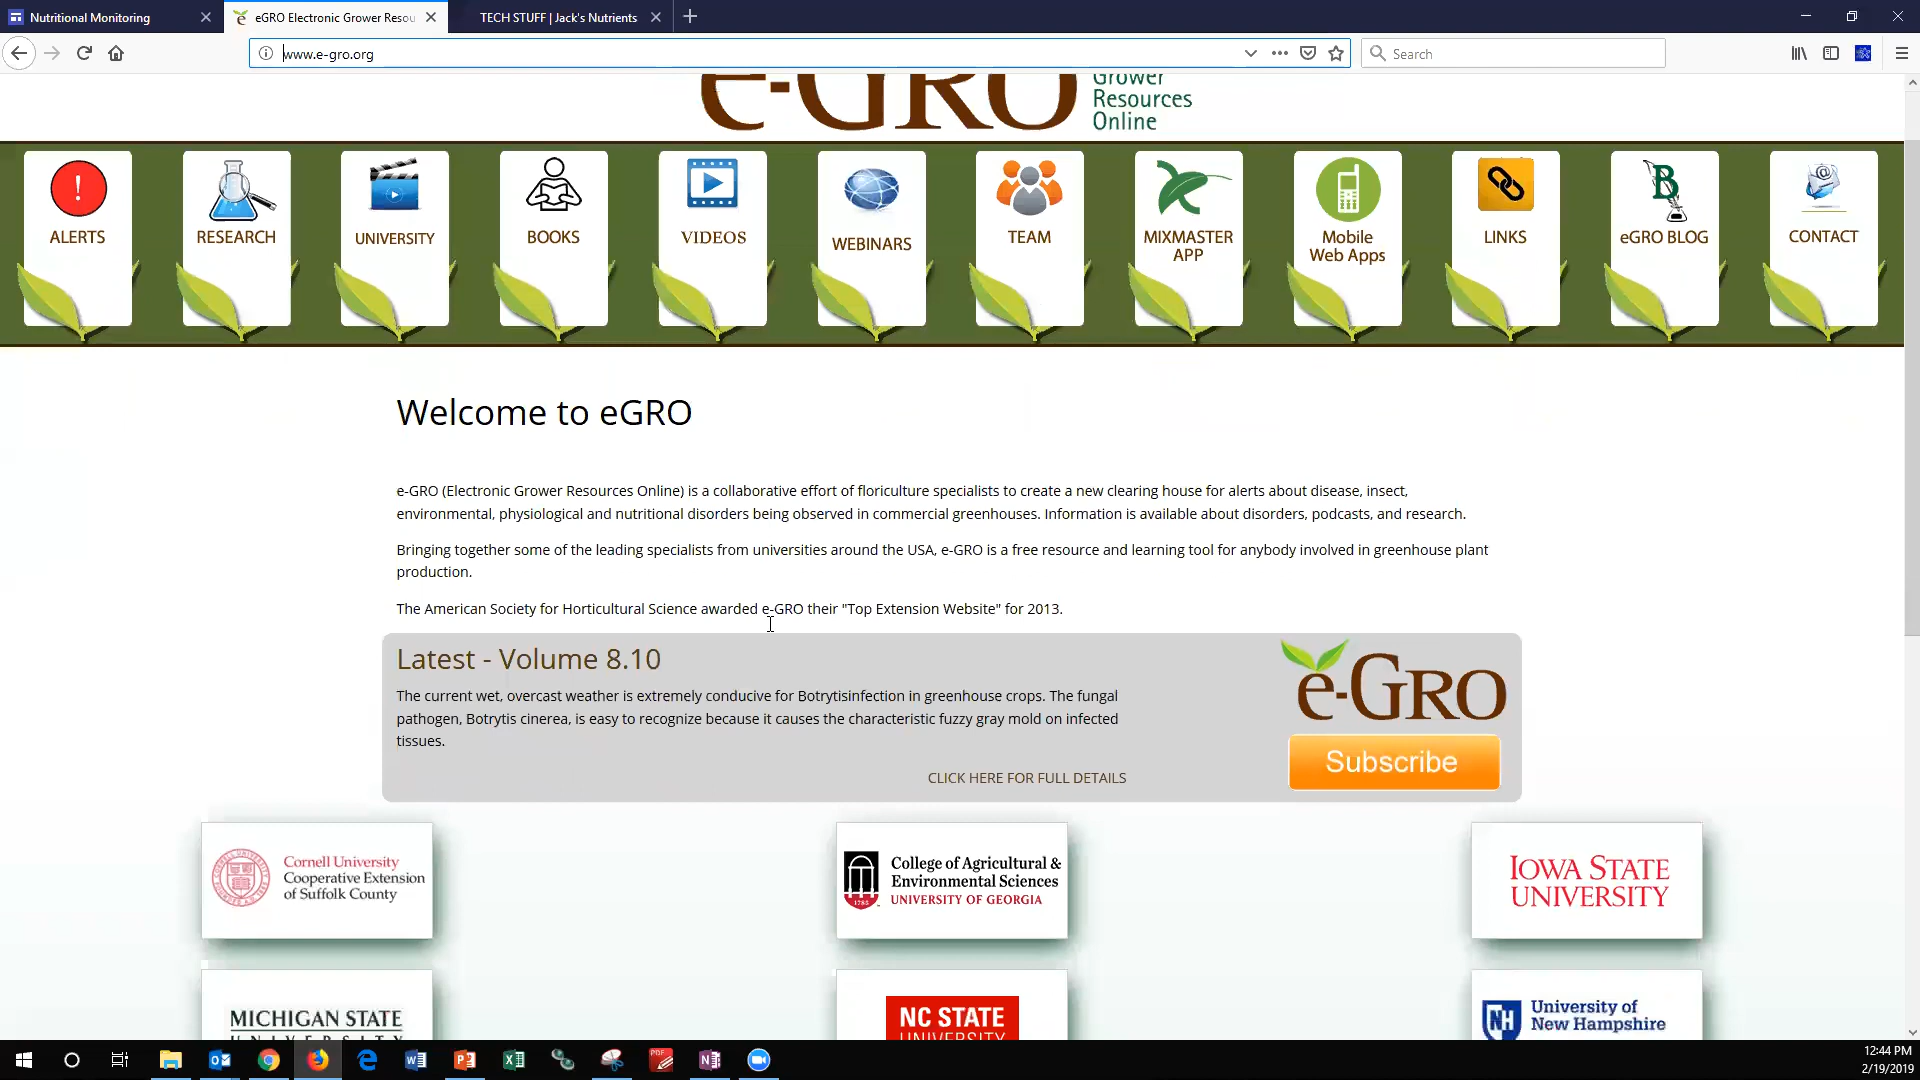 Nutritional Monitoring
eGRO Electronic Grower Resou
TECH STUFF | Jack's Nutrients
www.e-gro.org
Search
e-GRO
Grower
Resources
Online
ALERTS
RESEARCH
UNIVERSITY
BOOKS
VIDEOS
WEBINARS
TEAM
MIXMASTER
APP
Mobile
Web Apps
LINKS
B
eGRO BLOG
CONTACT
Welcome to eGRO
e-GRO (Electronic Grower Resources Online) is a collaborative effort of floriculture specialists to create a new clearing house for alerts about disease, insect,
environmental, physiological and nutritional disorders being observed in commercial greenhouses. Information is available about disorders, podcasts, and research.
Bringing together some of the leading specialists from universities around the USA, e-GRO is a free resource and learning tool for anybody involved in greenhouse plant
production.
The American Society for Horticultural Science awarded e-GRO their "Top Extension Website" for 2013.
Latest - Volume 8.10
The current wet, overcast weather is extremely conducive for Botrytisinfection in greenhouse crops. The fungal
pathogen, Botrytis cinerea, is easy to recognize because it causes the characteristic fuzzy gray mold on infected
tissues.
CLICK HERE FOR FULL DETAILS
e-GRO
Subscribe
Cornell University
Cooperative Extension
of Suffolk County
1785
College of Agricultural &
Environmental Sciences
UNIVERSITY OF GEORGIA
IOWA STATE
UNIVERSITY
MICHIGAN STATE
UNIVERSITY
NC STATE
UNIVERSITY
NH
University of
New Hampshire
12:44 PM
2/19/2019